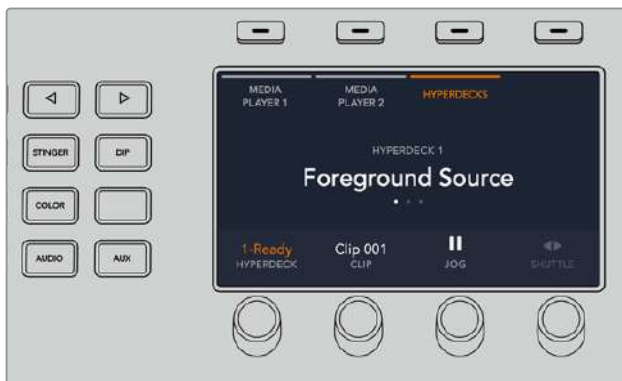 MEDIA
PLAYER 1
MEDIA
PLAYER 2
HYPERDECKS
HYPERDECK 1
Foreground Source
1-Ready
HYPERDECK
Clip 001
CLIP
JOG
SHUTTLE
STINGER
DIP
COLOR
AUDIO
AUX